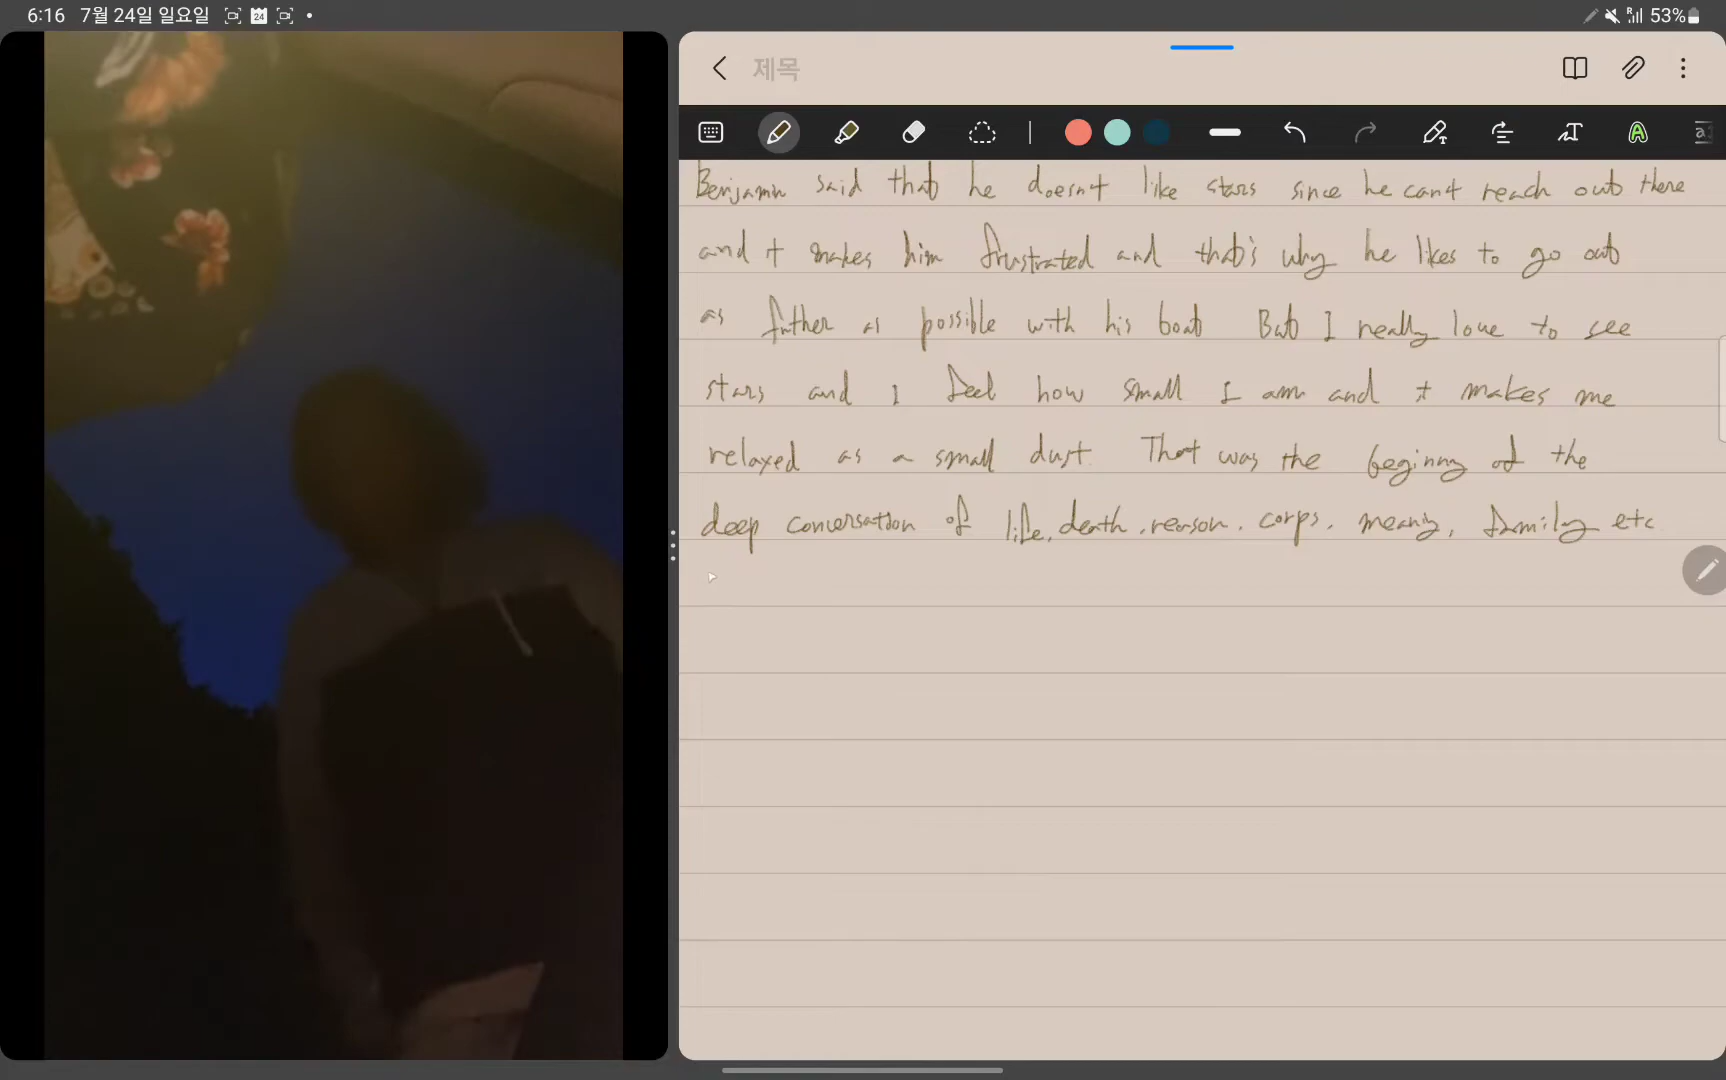 6:16 7월 24일 일요일 24 53%
제목
Benjamin said that he doesn't like stars since he can't reach out there
and it makes him frustrated and that's why he likes to go out
as futher as possible with his boat But I really love to see
stars and I feel how small I am and it makes me
relaxed as a small dust. That was the beginny of the
deep conversation of life, death, reason, corps, meaniy, family etc